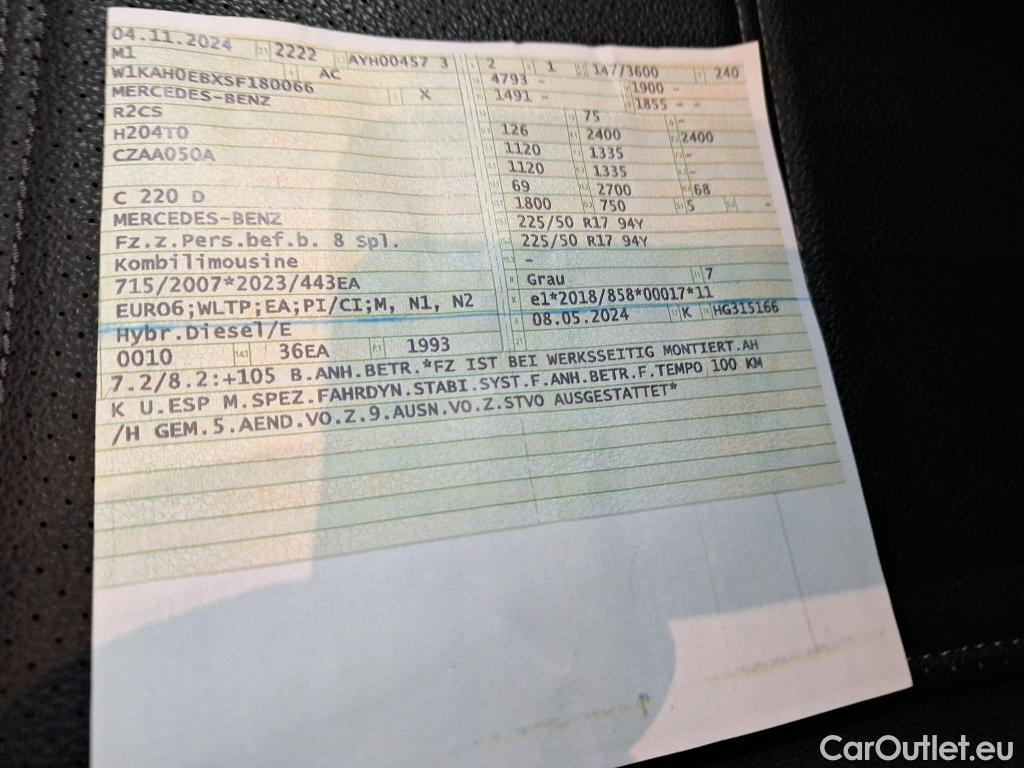 04.11.2024 2222 AYH00457 3
M1 AC
W1KAH0EBXSF180066
MERCEDES-BENZ X
R2CS
H204T0
CZAA050A
C 220 D
MERCEDES-BENZ
Fz.z.Pers.bef.b. 8 Spl.
Kombilimousine
715/2007*2023/443EA
EURO6;WLTP;EA;PI/CI;M, N1, N2
Hybr.Diesel/E
0010 14.1 36EA P.1 1993
2 1 147/3600 240
4793 - 1900 -
1491 - 1855 - -
75 -
126 2400 2400
1120 1335 -
1120 1335 -
69 2700 68
1800 750 5 -
225/50 R17 94Y
225/50 R17 94Y
-
Grau 7
e1*2018/858*00017*11
08.05.2024 K HG315166
7.2/8.2:+105 B.ANH.BETR.*FZ IST BEI WERKSSEITIG MONTIERT.AH
K U.ESP M.SPEZ.FAHRDYN.STABI.SYST.F.ANH.BETR.F.TEMPO 100 KM
/H GEM.5.AEND.VO.Z.9.AUSN.VO.Z.STVO AUSGESTATTET*
CarOutlet.eu